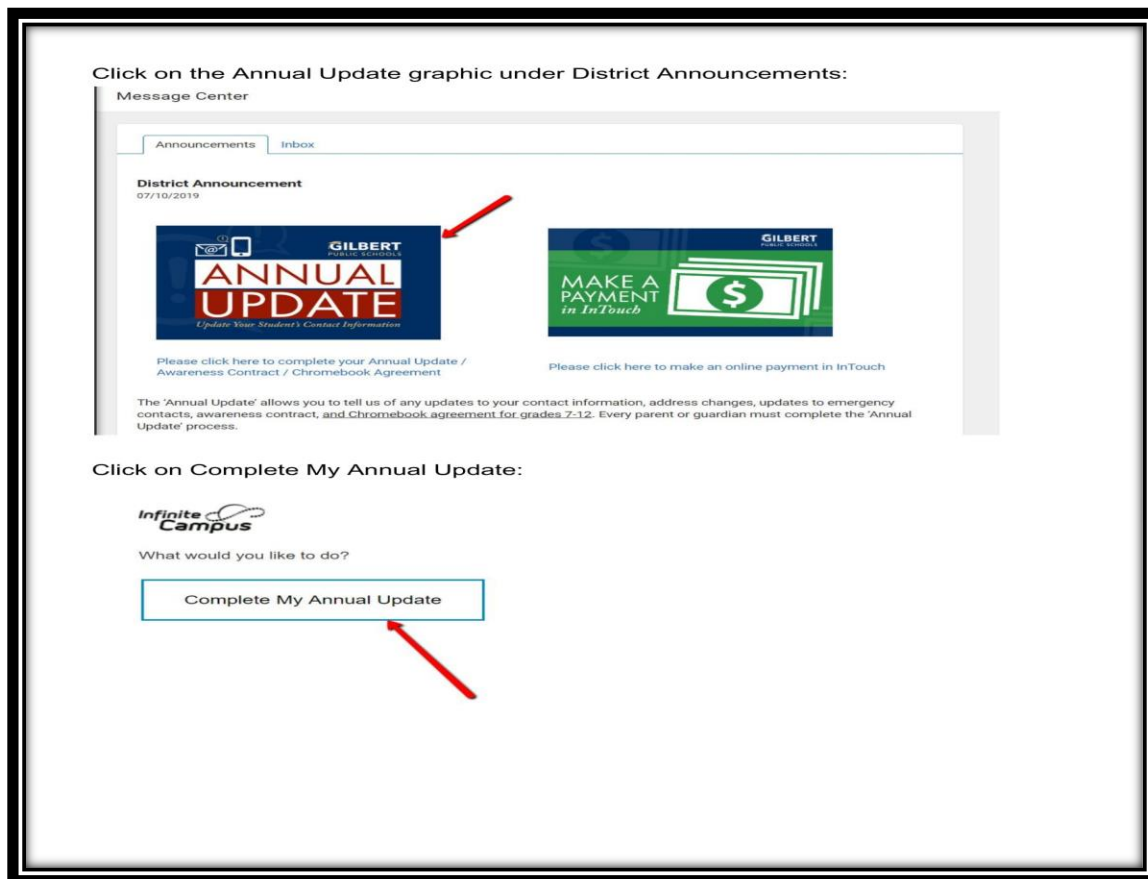 Click on the Annual Update graphic under District Announcements:
Message Center
Announcements Inbox
District Announcement
07/10/2019
@
GILBERT
PUBLIC SCHOOLS
ANNUAL
UPDATE
Update Your Student's Contact Information
$
GILBERT
PUBLIC SCHOOLS
MAKE A
PAYMENT
in InTouch
$
Please click here to complete your Annual Update /
Awareness Contract / Chromebook Agreement
Please click here to make an online payment in InTouch
The 'Annual Update' allows you to tell us of any updates to your contact information, address changes, updates to emergency
contacts, awareness contract, and Chromebook agreement for grades 7-12. Every parent or guardian must complete the 'Annual
Update' process.
Click on Complete My Annual Update:
Infinite
Campus
What would you like to do?
Complete My Annual Update